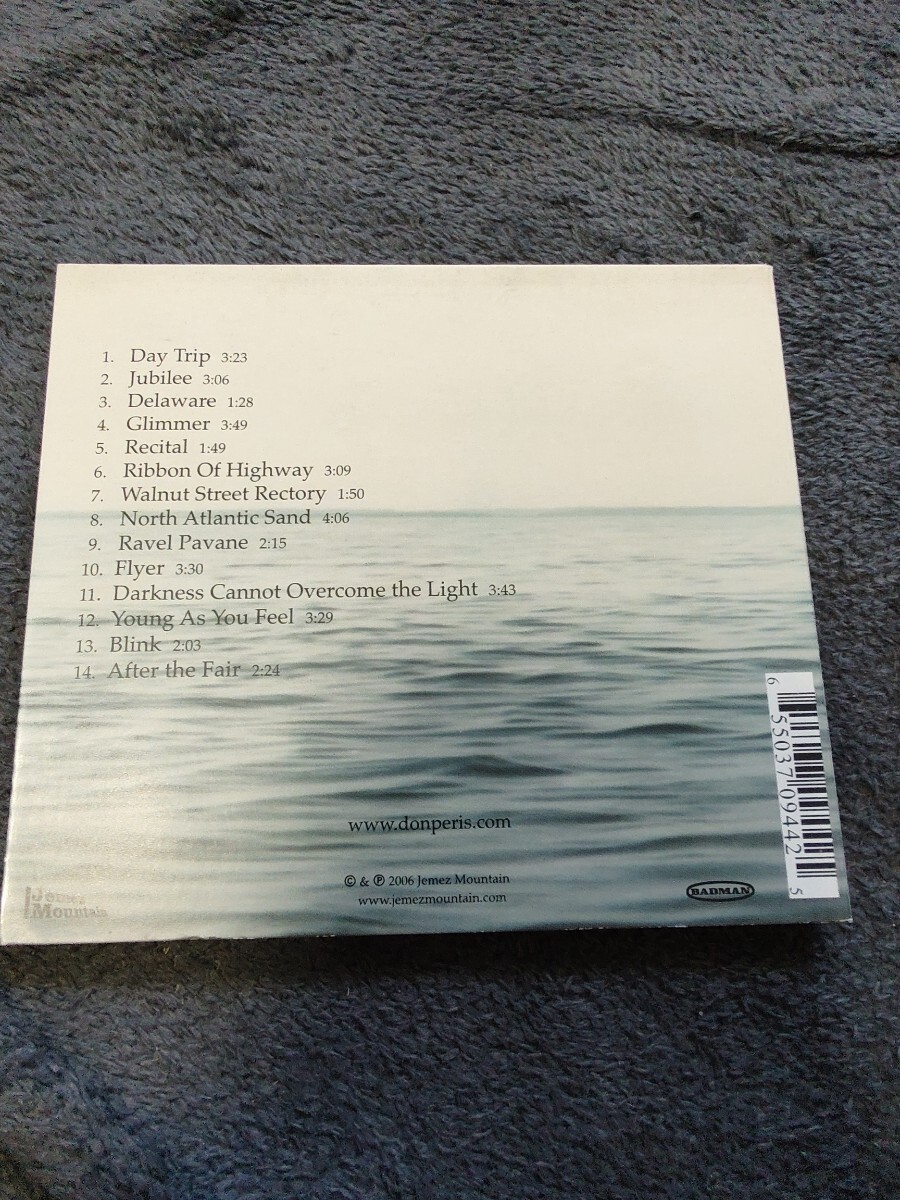 1. Day Trip 3:23
2. Jubilee 3:06
3. Delaware 1:28
4. Glimmer 3:49
5. Recital 1:49
6. Ribbon Of Highway 3:09
7. Walnut Street Rectory 1:50
8. North Atlantic Sand 4:06
9. Ravel Pavane 2:15
10. Flyer 3:30
11. Darkness Cannot Overcome the Light 3:43
12. Young As You Feel 3:29
13. Blink 2:03
14. After the Fair 2:24
6 55037 09442 5
www.donperis.com
© & ℗ 2006 Jemez Mountain
www.jemezmountain.com
BADMAN
Jemez
Mountain